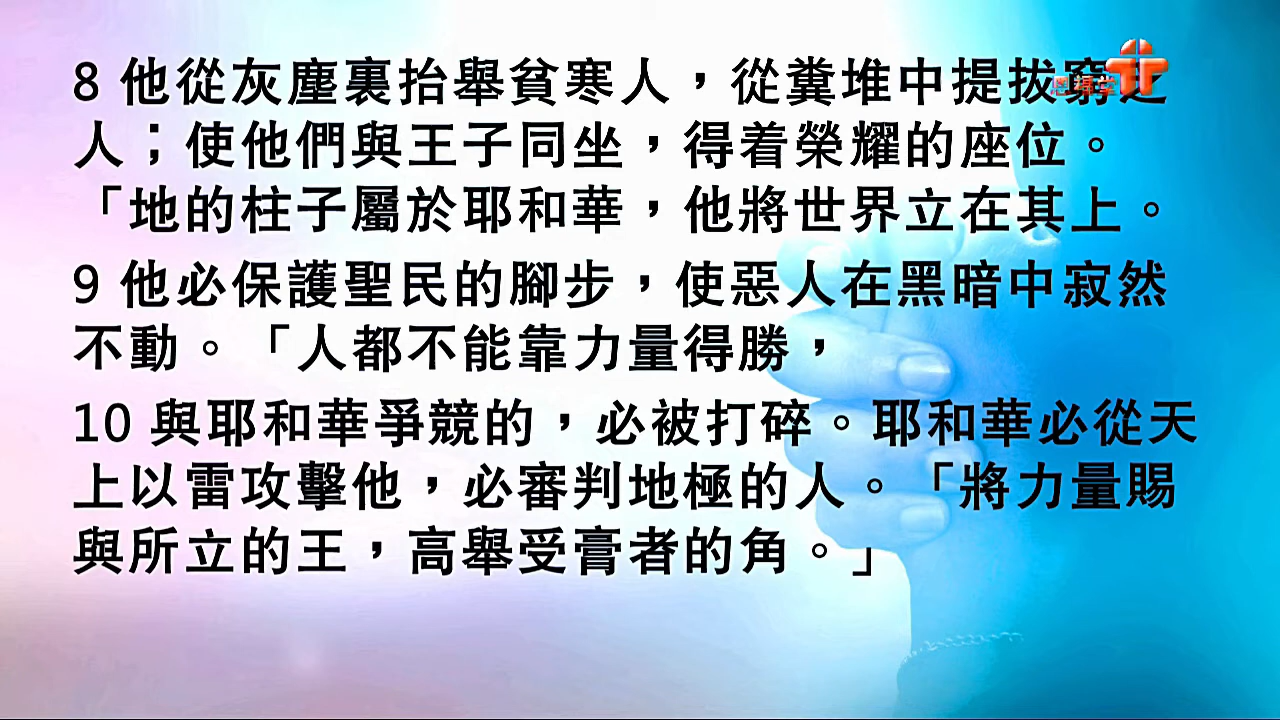 8 他從灰塵裏抬舉貧寒人，從糞堆中提拔窮乏
人；使他們與王子同坐，得着榮耀的座位。
「地的柱子屬於耶和華，他將世界立在其上。
9 他必保護聖民的腳步，使惡人在黑暗中寂然
不動。「人都不能靠力量得勝，
10 與耶和華爭競的，必被打碎。耶和華必從天
上以雷攻擊他，必審判地極的人。「將力量賜
與所立的王，高舉受膏者的角。」